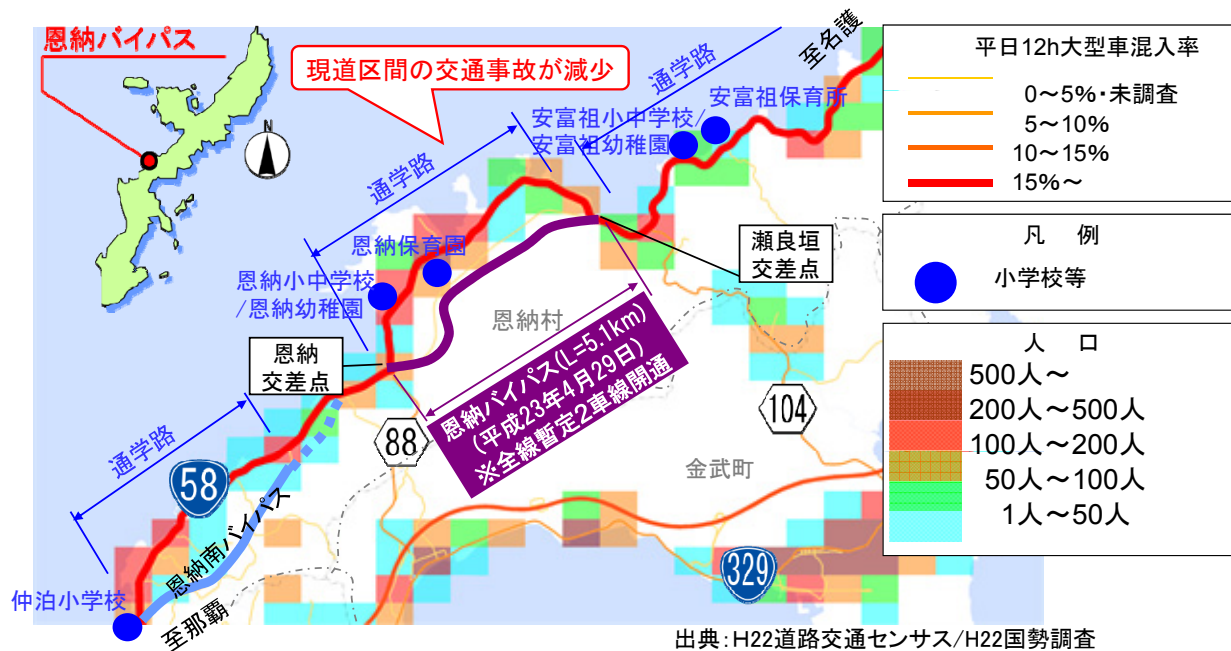 恩納バイパス
N
現道区間の交通事故が減少
通学路
至名護
安富祖保育所
安富祖小中学校/
安富祖幼稚園
通学路
恩納保育園
恩納小中学校
/恩納幼稚園
瀬良垣
交差点
恩納村
恩納
交差点
恩納バイパス(L=5.1km)
(平成23年4月29日)
※全線暫定2車線開通
88
104
通学路
58
恩納南バイパス
金武町
329
仲泊小学校
至那覇
平日12h大型車混入率
0~5%・未調査
5~10%
10~15%
15%~
凡 例
小学校等
人 口
500人~
200人~500人
100人~200人
50人~100人
1人~50人
出典:H22道路交通センサス/H22国勢調査